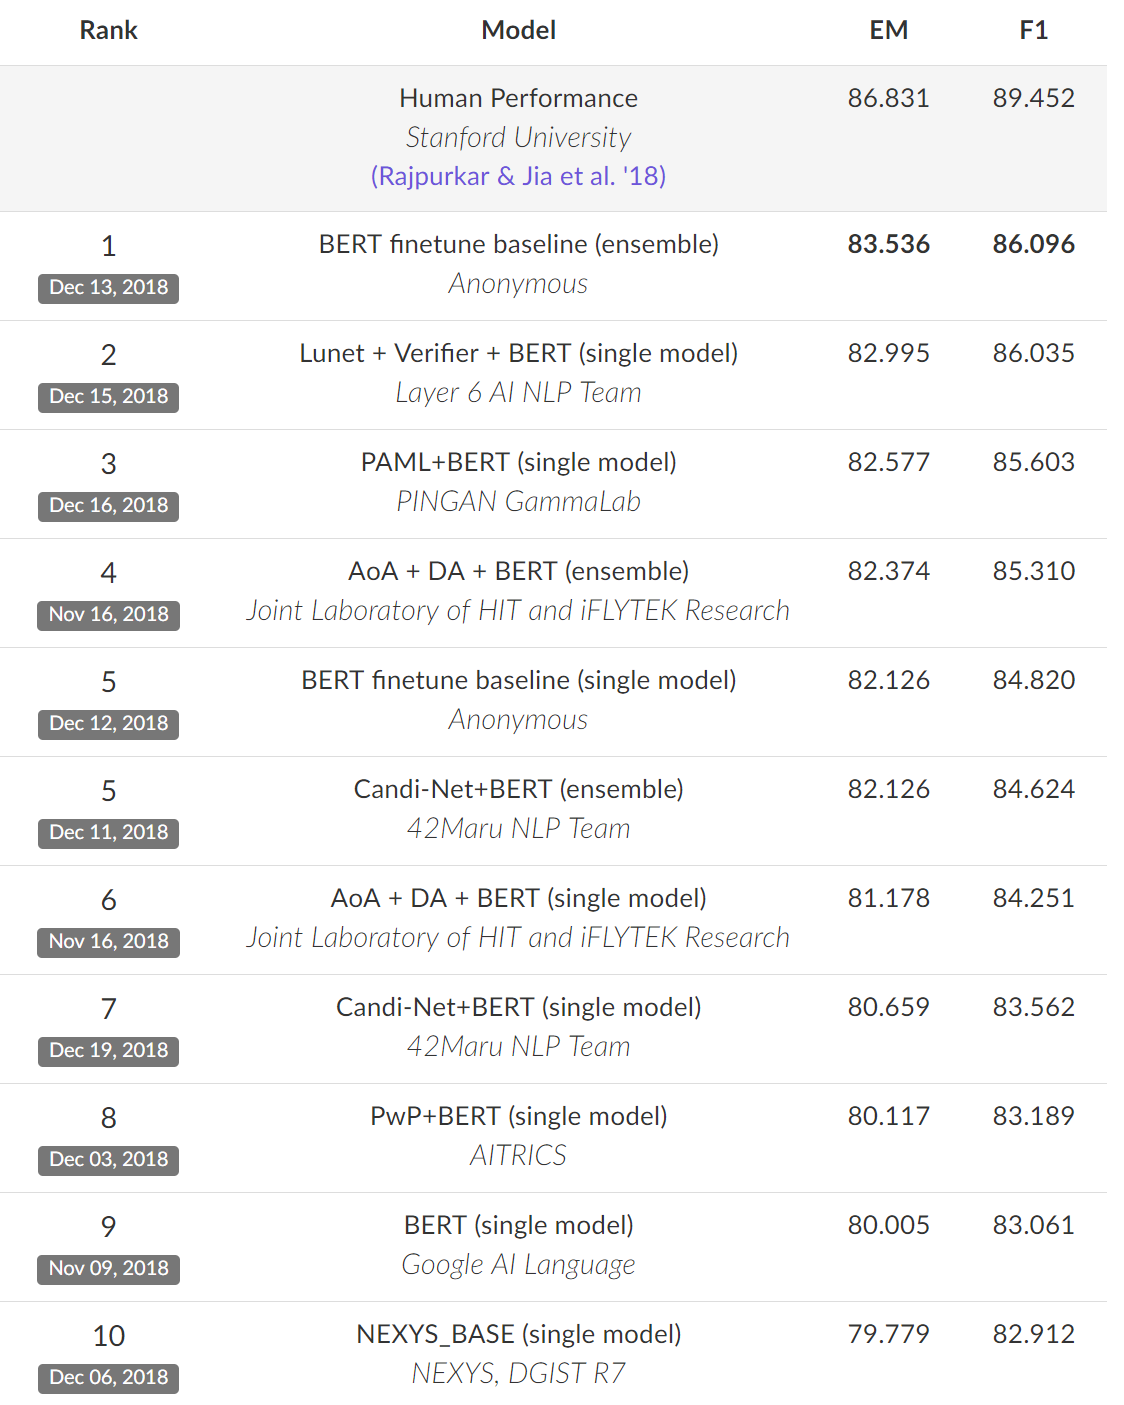 Rank Model EM F1
Human Performance 86.831 89.452
Stanford University
(Rajpurkar & Jia et al. '18)
1 BERT finetune baseline (ensemble) 83.536 86.096
Dec 13, 2018 Anonymous
2 Lunet + Verifier + BERT (single model) 82.995 86.035
Dec 15, 2018 Layer 6 AI NLP Team
3 PAML+BERT (single model) 82.577 85.603
Dec 16, 2018 PINGAN GammaLab
4 AoA + DA + BERT (ensemble) 82.374 85.310
Nov 16, 2018 Joint Laboratory of HIT and iFLYTEK Research
5 BERT finetune baseline (single model) 82.126 84.820
Dec 12, 2018 Anonymous
5 Candi-Net+BERT (ensemble) 82.126 84.624
Dec 11, 2018 42Maru NLP Team
6 AoA + DA + BERT (single model) 81.178 84.251
Nov 16, 2018 Joint Laboratory of HIT and iFLYTEK Research
7 Candi-Net+BERT (single model) 80.659 83.562
Dec 19, 2018 42Maru NLP Team
8 PwP+BERT (single model) 80.117 83.189
Dec 03, 2018 AITRICS
9 BERT (single model) 80.005 83.061
Nov 09, 2018 Google AI Language
10 NEXYS_BASE (single model) 79.779 82.912
Dec 06, 2018 NEXYS, DGIST R7